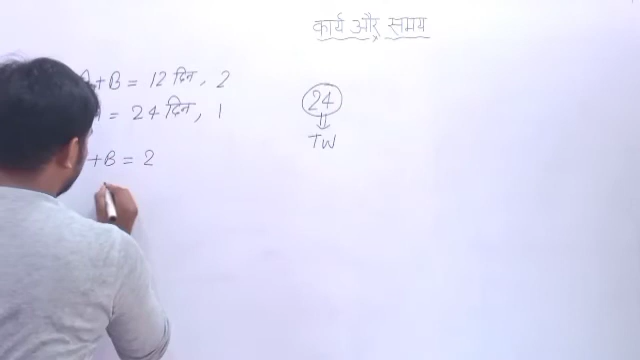 कार्य और समय
A+B = 12 दिन, 2
= 24 दिन, 1
24
TW
+B = 2